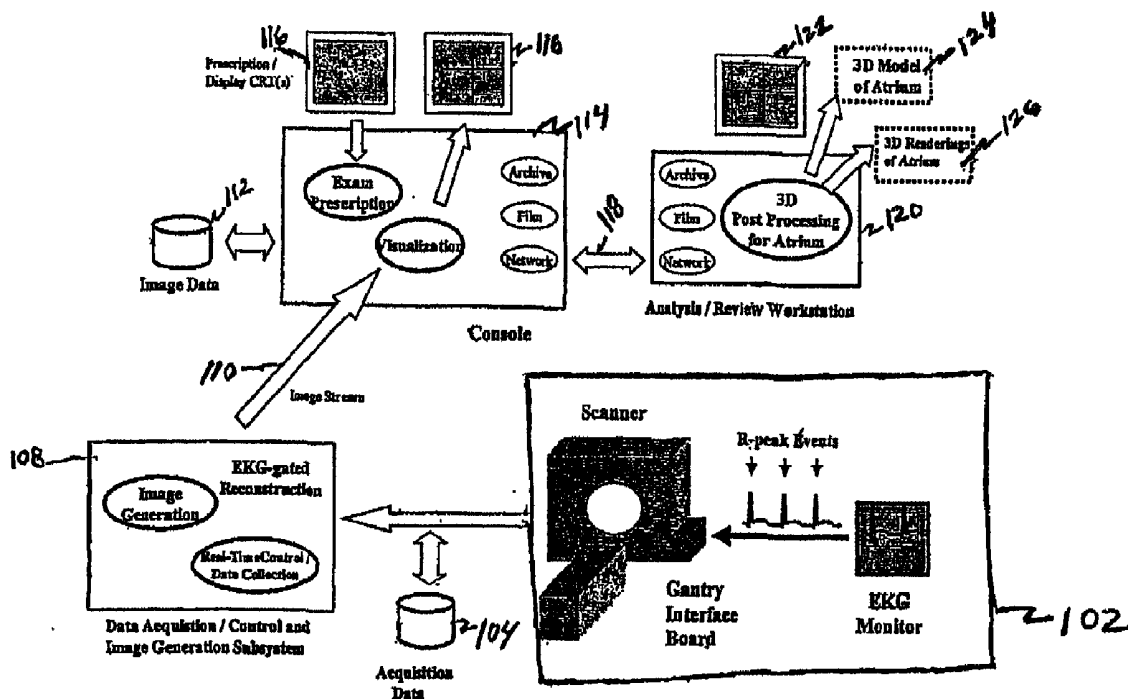 116
Prescription /
Display CRT(s)
118
122
124
3D Model
of Atrium
126
3D Renderings
of Atrium
114
Exam
Prescription
Visualization
Archive
Film
Network
112
Image Data
118
Archive
Film
Network
3D
Post Processing
for Atrium
120
Analysis / Review Workstation
Console
110
Image Stream
108
EKG-gated
Reconstruction
Image
Generation
Real-TimeControl /
Data Collection
Data Acquistion / Control and
Image Generation Subsystem
104
Acquisition
Data
Scanner
R-peak Events
Gantry
Interface
Board
EKG
Monitor
102